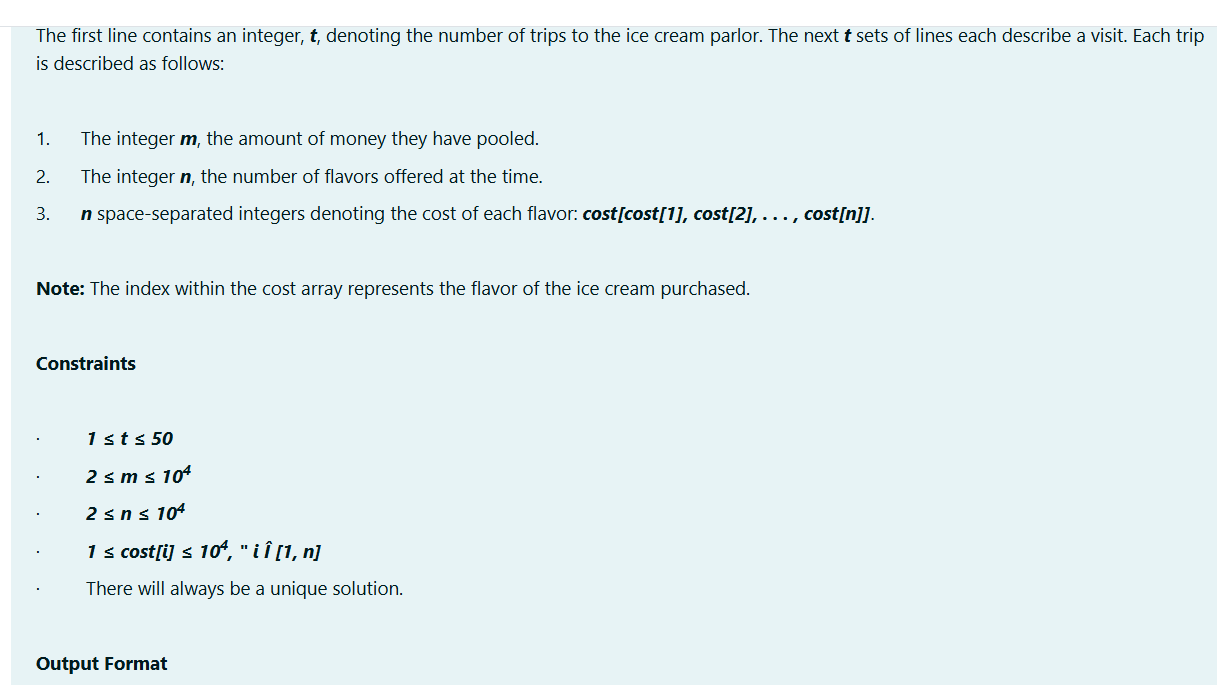 The first line contains an integer, t, denoting the number of trips to the ice cream parlor. The next t sets of lines each describe a visit. Each trip
is described as follows:
1. The integer m, the amount of money they have pooled.
2. The integer n, the number of flavors offered at the time.
3. n space-separated integers denoting the cost of each flavor: cost[cost[1], cost[2], . . . , cost[n]].
Note: The index within the cost array represents the flavor of the ice cream purchased.
Constraints
· 1 ≤ t ≤ 50
· 2 ≤ m ≤ 10⁴
· 2 ≤ n ≤ 10⁴
· 1 ≤ cost[i] ≤ 10⁴, " i Î [1, n]
· There will always be a unique solution.
Output Format